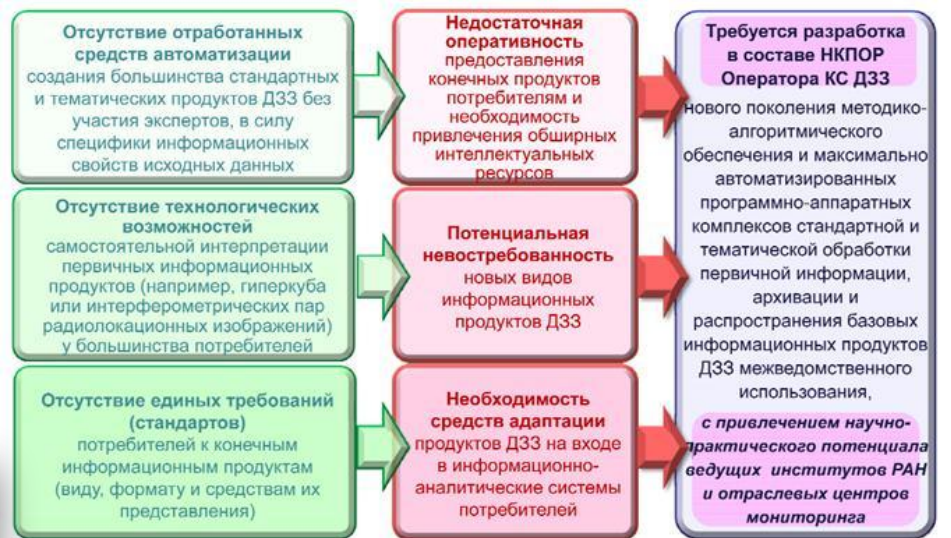 Отсутствие отработанных
средств автоматизации
создания большинства стандартных
и тематических продуктов ДЗЗ без
участия экспертов, в силу
специфики информационных
свойств исходных данных
Недостаточная
оперативность
предоставления
конечных продуктов
потребителям и
необходимость
привлечения обширных
интеллектуальных
ресурсов
Отсутствие технологических
возможностей
самостоятельной интерпретации
первичных информационных
продуктов (например, гиперкуба
или интерферометрических пар
радиолокационных изображений)
у большинства потребителей
Потенциальная
невостребованность
новых видов
информационных
продуктов ДЗЗ
Отсутствие единых требований
(стандартов)
потребителей к конечным
информационным продуктам
(виду, формату и средствам их
представления)
Необходимость
средств адаптации
продуктов ДЗЗ на входе
в информационно-
аналитические системы
потребителей
Требуется разработка
в составе НКПОР
Оператора КС ДЗЗ
нового поколения методико-
алгоритмического
обеспечения и максимально
автоматизированных
программно-аппаратных
комплексов стандартной и
тематической обработки
первичной информации,
архивации и
распространения базовых
информационных продуктов
ДЗЗ межведомственного
использования,
с привлечением научно-
практического потенциала
ведущих институтов РАН
и отраслевых центров
мониторинга